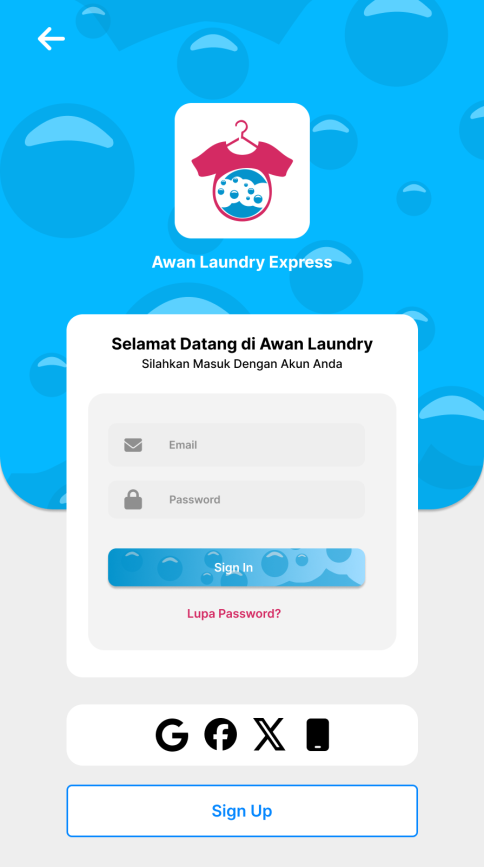 Awan Laundry Express
Selamat Datang di Awan Laundry
Silahkan Masuk Dengan Akun Anda
Email
Password
Sign In
Lupa Password?
Sign Up